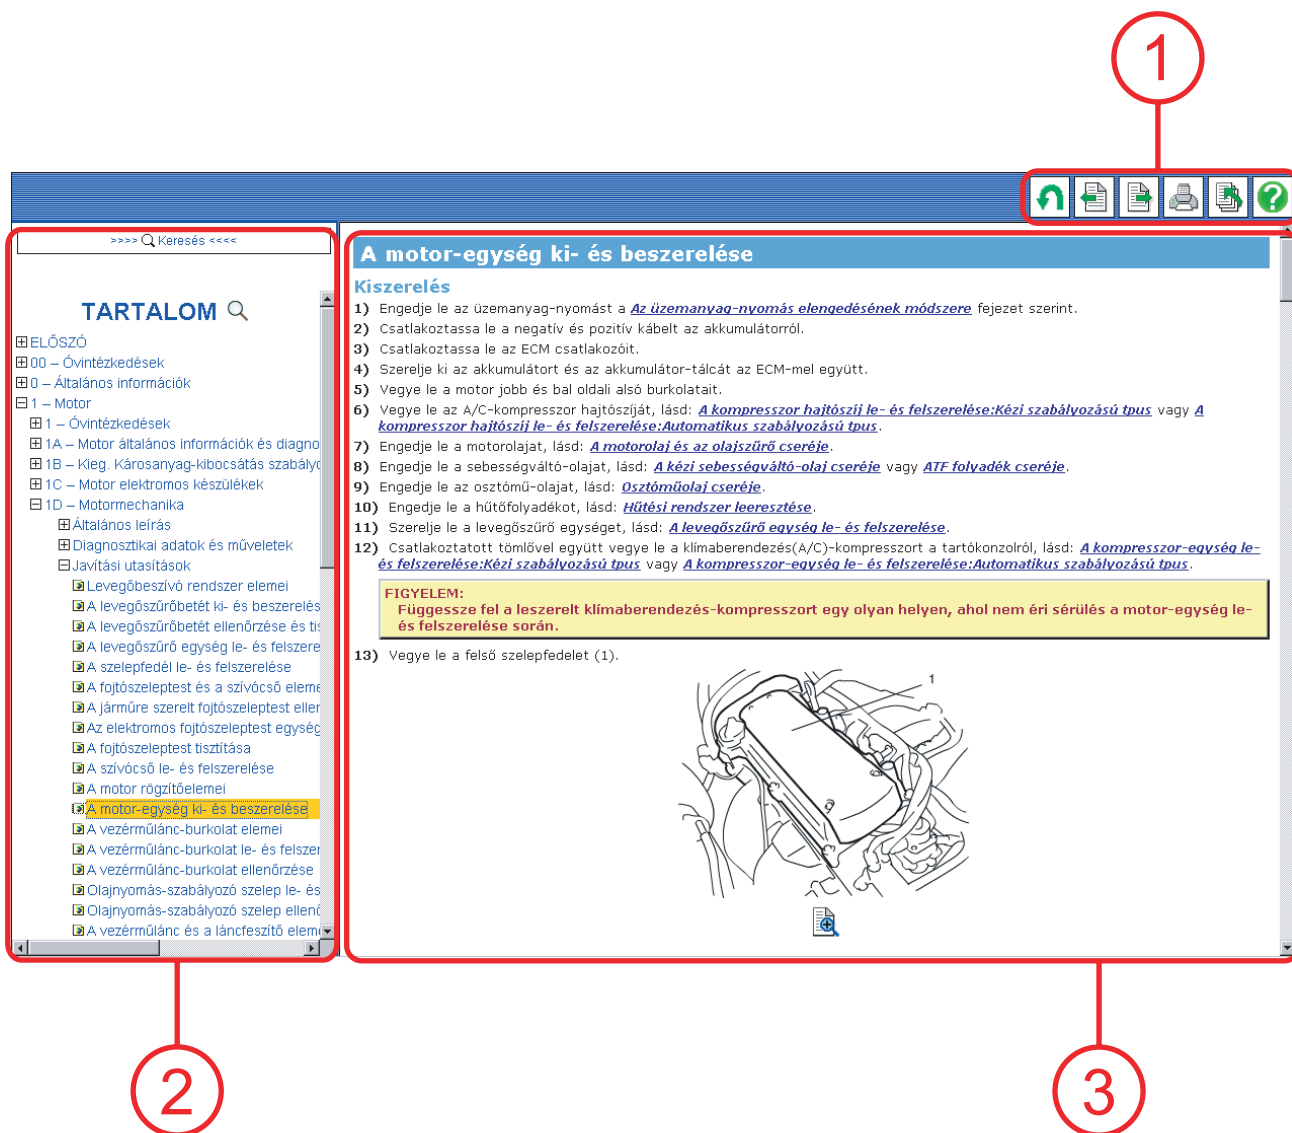 1
>>>> Keresés <<<<
TARTALOM
ELŐSZÓ
00 – Óvintézkedések
0 – Általános információk
1 – Motor
1 – Óvintézkedések
1A – Motor általános információk és diagno
1B – Kieg. Károsanyag-kibocsátás szabályo
1C – Motor elektromos készülékek
1D – Motormechanika
Általános leírás
Diagnosztikai adatok és műveletek
Javítási utasítások
Levegőbeszívó rendszer elemei
A levegőszűrőbetét ki- és beszerelés
A levegőszűrőbetét ellenőrzése és tis
A levegőszűrő egység le- és felszere
A szelepfedél le- és felszerelése
A fojtószeleptest és a szívócső eleme
A járműre szerelt fojtószeleptest eller
Az elektromos fojtószeleptest egység
A fojtószeleptest tisztítása
A szívócső le- és felszerelése
A motor rögzítőelemei
A motor-egység ki- és beszerelése
A vezérműlánc-burkolat elemei
A vezérműlánc-burkolat le- és felszer
A vezérműlánc-burkolat ellenőrzése
Olajnyomás-szabályozó szelep le- és
Olajnyomás-szabályozó szelep ellenő
A vezérműlánc és a láncfeszítő eleme
A motor-egység ki- és beszerelése
Kiszerelés
1) Engedje le az üzemanyag-nyomást a Az üzemanyag-nyomás elengedésének módszere fejezet szerint.
2) Csatlakoztassa le a negatív és pozitív kábelt az akkumulátorról.
3) Csatlakoztassa le az ECM csatlakozóit.
4) Szerelje ki az akkumulátort és az akkumulátor-tálcát az ECM-mel együtt.
5) Vegye le a motor jobb és bal oldali alsó burkolatait.
6) Vegye le az A/C-kompresszor hajtószíját, lásd: A kompresszor hajtószíj le- és felszerelése:Kézi szabályozású tpus vagy A
kompresszor hajtószíj le- és felszerelése:Automatikus szabályozású tpus.
7) Engedje le a motorolajat, lásd: A motorolaj és az olajszűrő cseréje.
8) Engedje le a sebességváltó-olajat, lásd: A kézi sebességváltó-olaj cseréje vagy ATF folyadék cseréje.
9) Engedje le az osztómű-olajat, lásd: Osztóműolaj cseréje.
10) Engedje le a hűtőfolyadékot, lásd: Hűtési rendszer leeresztése.
11) Szerelje le a levegőszűrő egységet, lásd: A levegőszűrő egység le- és felszerelése.
12) Csatlakoztatott tömlővel együtt vegye le a klímaberendezés(A/C)-kompresszort a tartókonzolról, lásd: A kompresszor-egység le-
és felszerelése:Kézi szabályozású tpus vagy A kompresszor-egység le- és felszerelése:Automatikus szabályozású tpus.
FIGYELEM:
Függessze fel a leszerelt klímaberendezés-kompresszort egy olyan helyen, ahol nem éri sérülés a motor-egység le-
és felszerelése során.
13) Vegye le a felső szelepfedelet (1).
1
2
3